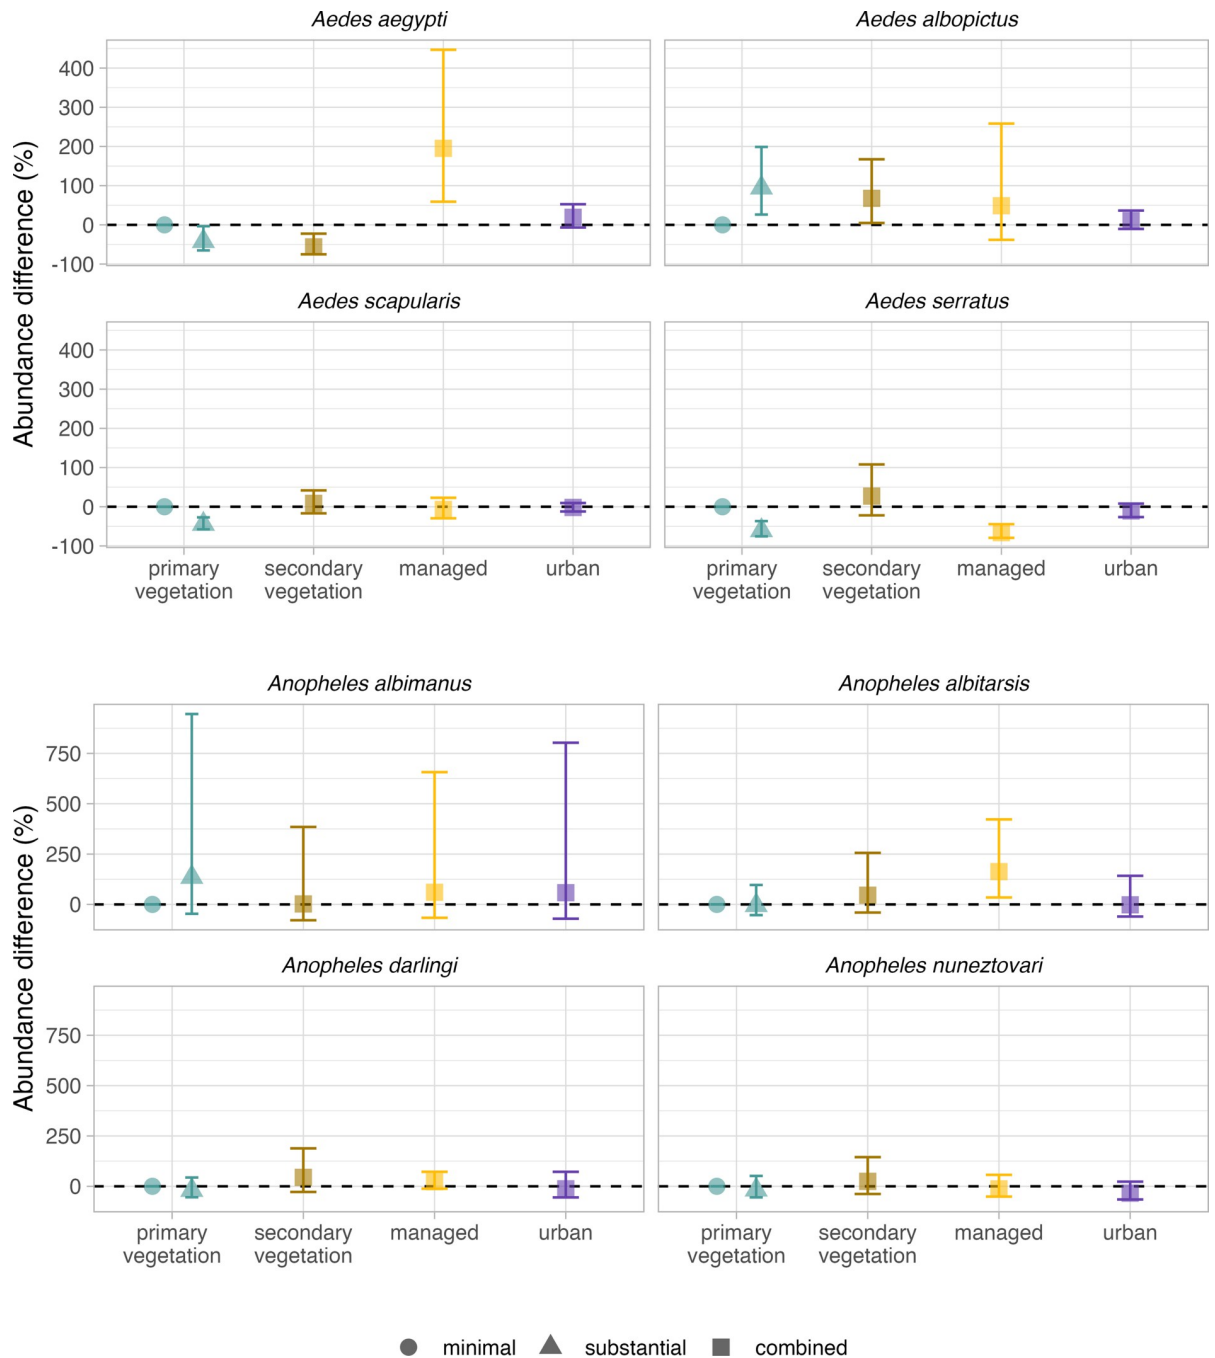 Aedes aegypti
Aedes albopictus
Abundance difference (%)
400
300
200
100
0
-100
Aedes scapularis
Aedes serratus
400
300
200
100
0
-100
primary
vegetation
secondary
vegetation
managed
urban
primary
vegetation
secondary
vegetation
managed
urban
Anopheles albimanus
Anopheles albitarsis
Abundance difference (%)
750
500
250
0
Anopheles darlingi
Anopheles nuneztovari
750
500
250
0
primary
vegetation
secondary
vegetation
managed
urban
primary
vegetation
secondary
vegetation
managed
urban
minimal substantial combined